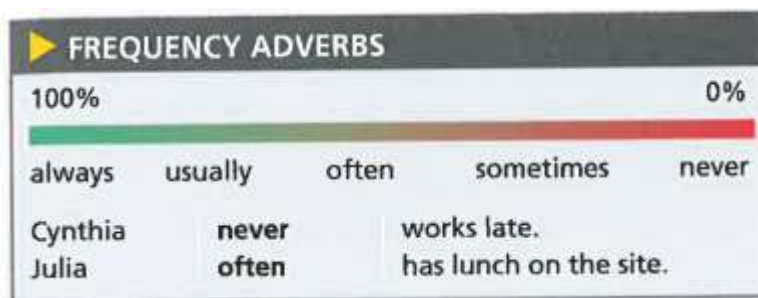 FREQUENCY ADVERBS
100% 0%
always usually often sometimes never
Cynthia never works late.
Julia often has lunch on the site.